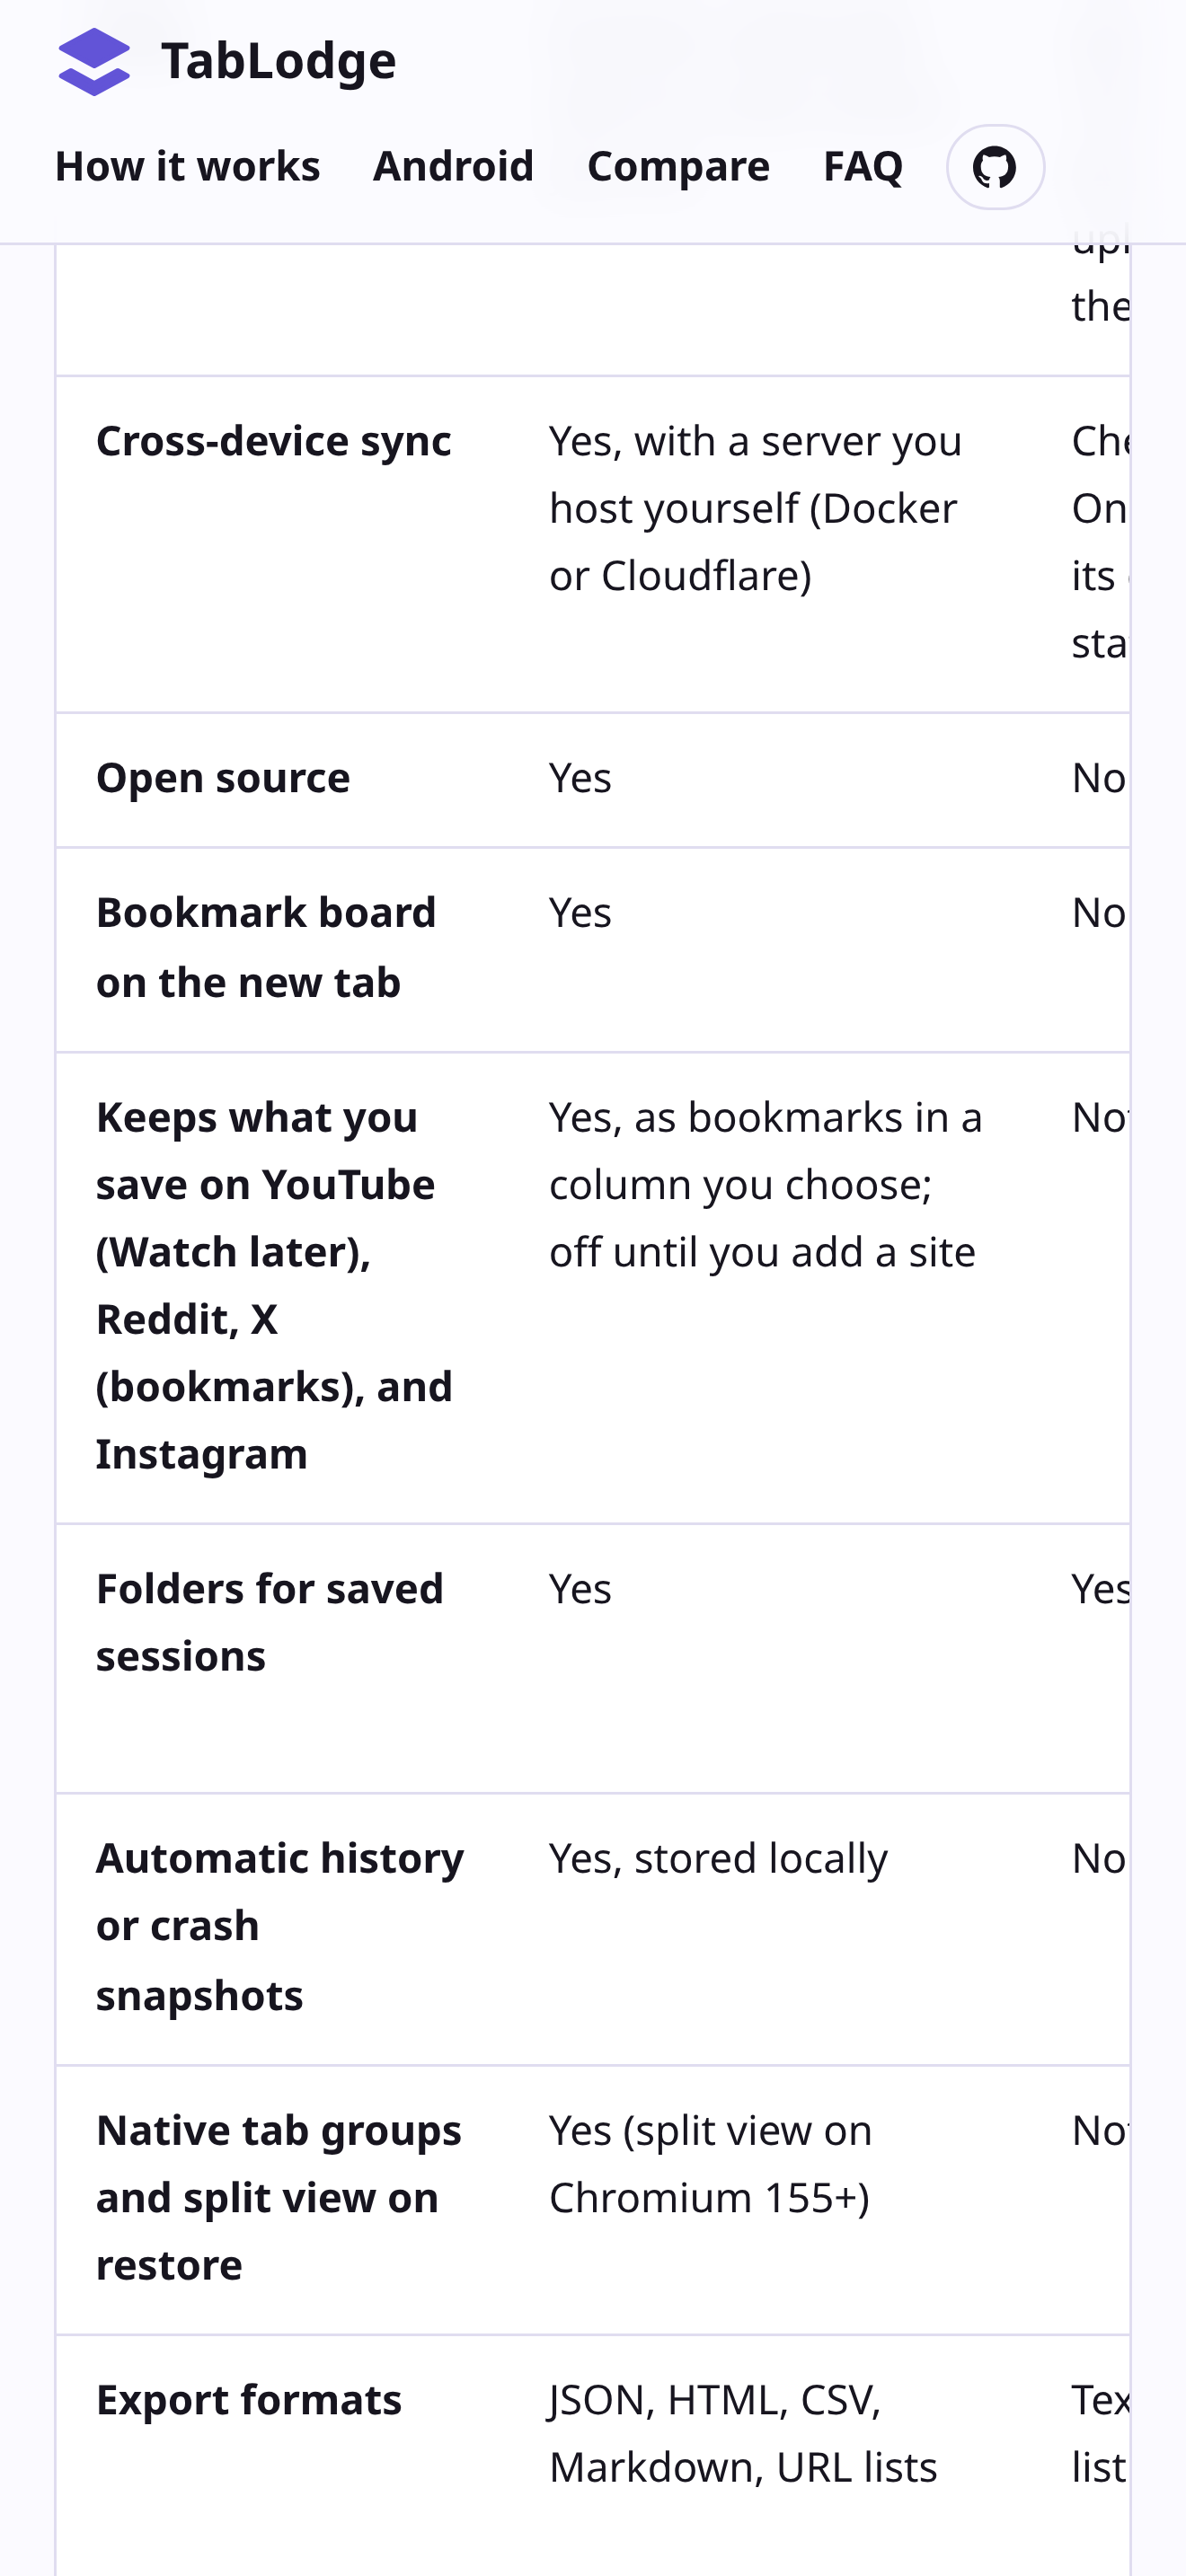 TabLodge
How it works Android Compare FAQ
the
Cross-device sync
Yes, with a server you
host yourself (Docker
or Cloudflare)
On
its
Open source
Yes
No
Bookmark board
on the new tab
Yes
No
Keeps what you
save on YouTube
(Watch later),
Reddit, X
(bookmarks), and
Instagram
Yes, as bookmarks in a
column you choose;
off until you add a site
Folders for saved
sessions
Yes
Yes
Automatic history
or crash
snapshots
Yes, stored locally
No
Native tab groups
and split view on
restore
Yes (split view on
Chromium 155+)
Export formats
JSON, HTML, CSV,
Markdown, URL lists
list